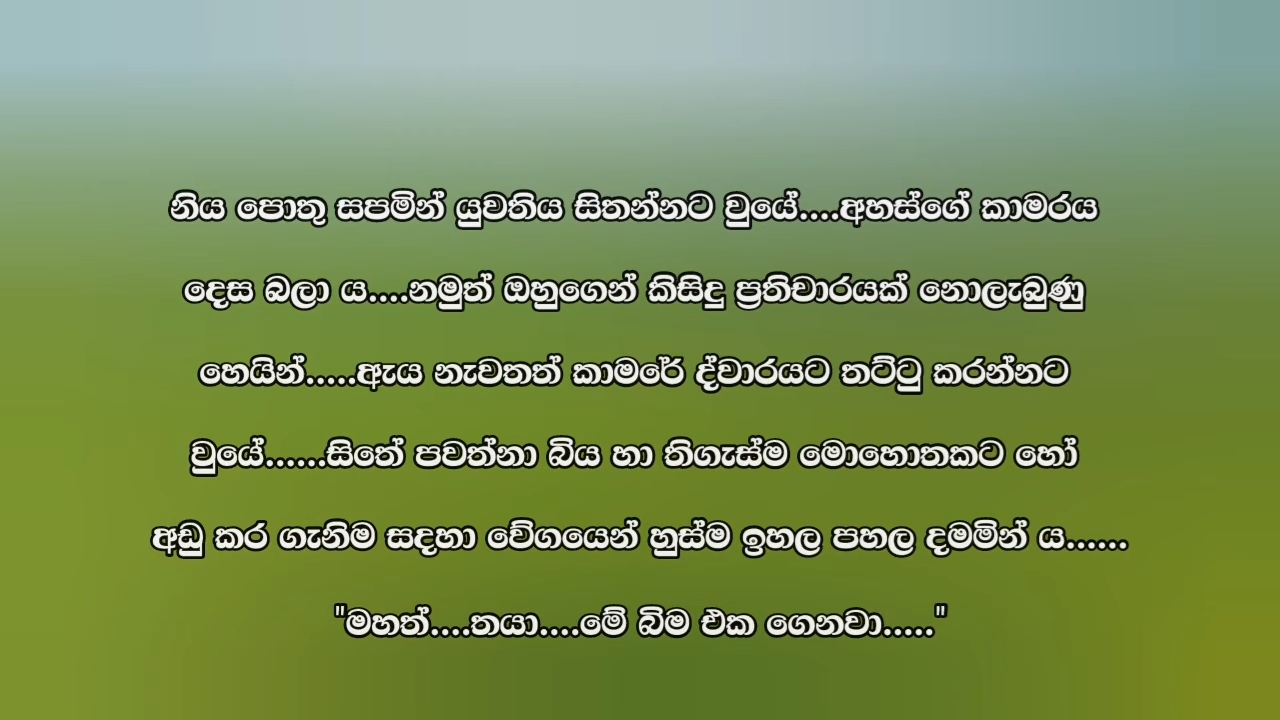 නිය පොතු සපමින් යුවතිය සිතන්නට වුයේ....අහස්ගේ කාමරය
දෙස බලා ය....නමුත් ඔහුගෙන් කිසිදු ප්‍රතිචාරයක් නොලැබුණු
හෙයින්.....ඇය නැවතත් කාමරේ ද්වාරයට තට්ටු කරන්නට
වුයේ......සිතේ පවත්නා බිය හා තිගැස්ම මොහොතකට හෝ
අඩු කර ගැනිම සදහා වේගයෙන් හුස්ම ඉහල පහල දමමින් ය......
"මහත්....තයා....මේ බිම එක ගෙනවා....."